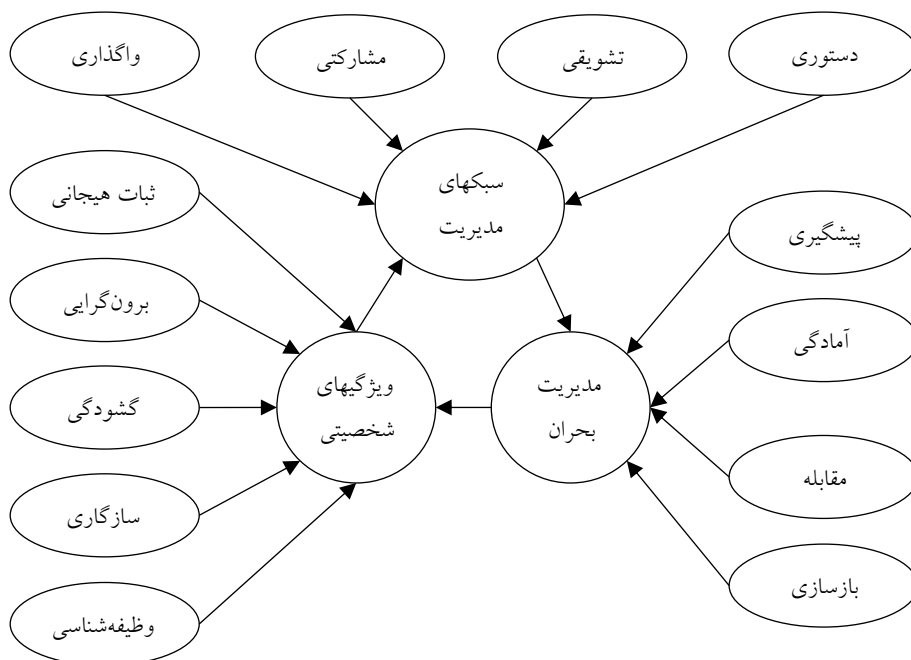 دستوری
تشویقی
مشارکتی
واگذاری
سبکهای
مدیریت
پیشگیری
آمادگی
مقابله
بازسازی
مدیریت
بحران
ویژگیهای
شخصیتی
ثبات هیجانی
برون‌گرایی
گشودگی
سازگاری
وظیفه‌شناسی